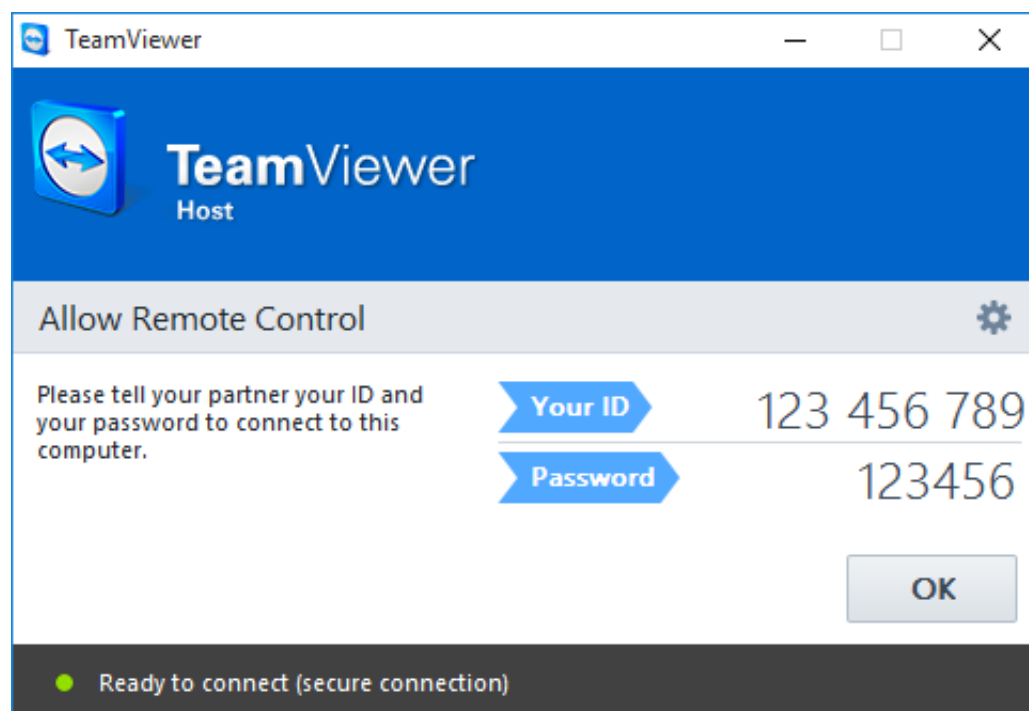 TeamViewer
TeamViewer
Host
Allow Remote Control
Please tell your partner your ID and
your password to connect to this
computer.
Your ID 123 456 789
Password 123456
OK
Ready to connect (secure connection)